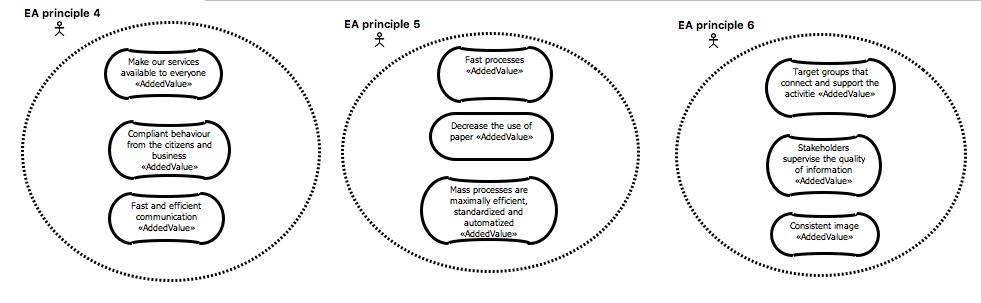 EA principle 4
Make our services
available to everyone
«AddedValue»
Compliant behaviour
from the citizens and
business
«AddedValue»
Fast and efficient
communication
«AddedValue»
EA principle 5
Fast processes
«AddedValue»
Decrease the use of
paper «AddedValue»
Mass processes are
maximally efficient,
standardized and
automatized
«AddedValue»
EA principle 6
Target groups that
connect and support the
activitie «AddedValue»
Stakeholders
supervise the quality
of information
«AddedValue»
Consistent image
«AddedValue»